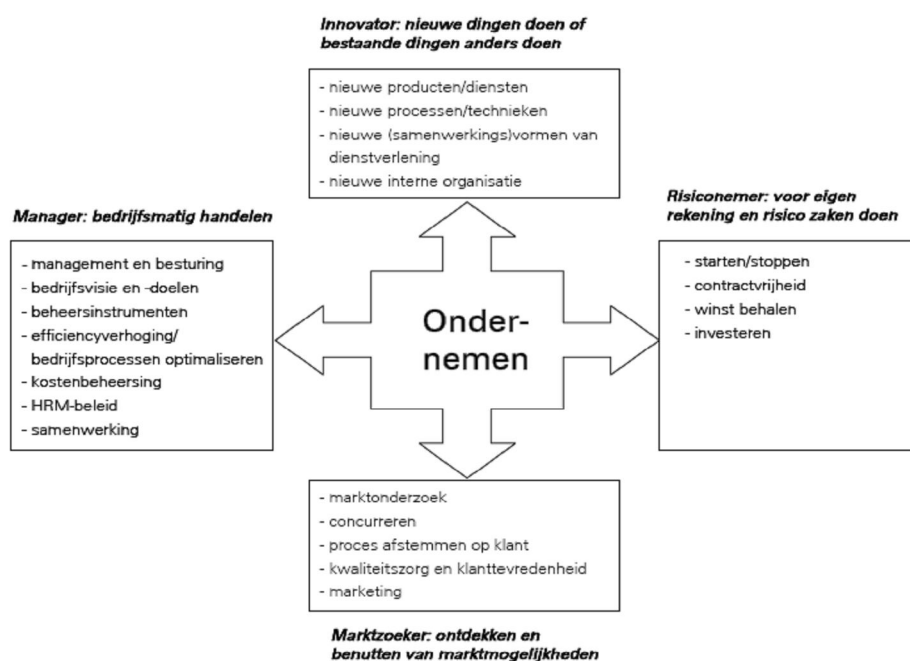 Innovator: nieuwe dingen doen of
bestaande dingen anders doen
- nieuwe producten/diensten
- nieuwe processen/technieken
- nieuwe (samenwerkings)vormen van
dienstverlening
- nieuwe interne organisatie
Manager: bedrijfsmatig handelen
- management en besturing
- bedrijfsvisie en -doelen
- beheersinstrumenten
- efficiencyverhoging/
bedrijfsprocessen optimaliseren
- kostenbeheersing
- HRM-beleid
- samenwerking
Onder-
nemen
Risiconemer: voor eigen
rekening en risico zaken doen
- starten/stoppen
- contractvrijheid
- winst behalen
- investeren
- marktonderzoek
- concurreren
- proces afstemmen op klant
- kwaliteitszorg en klanttevredenheid
- marketing
Marktzoeker: ontdekken en
benutten van marktmogelijkheden